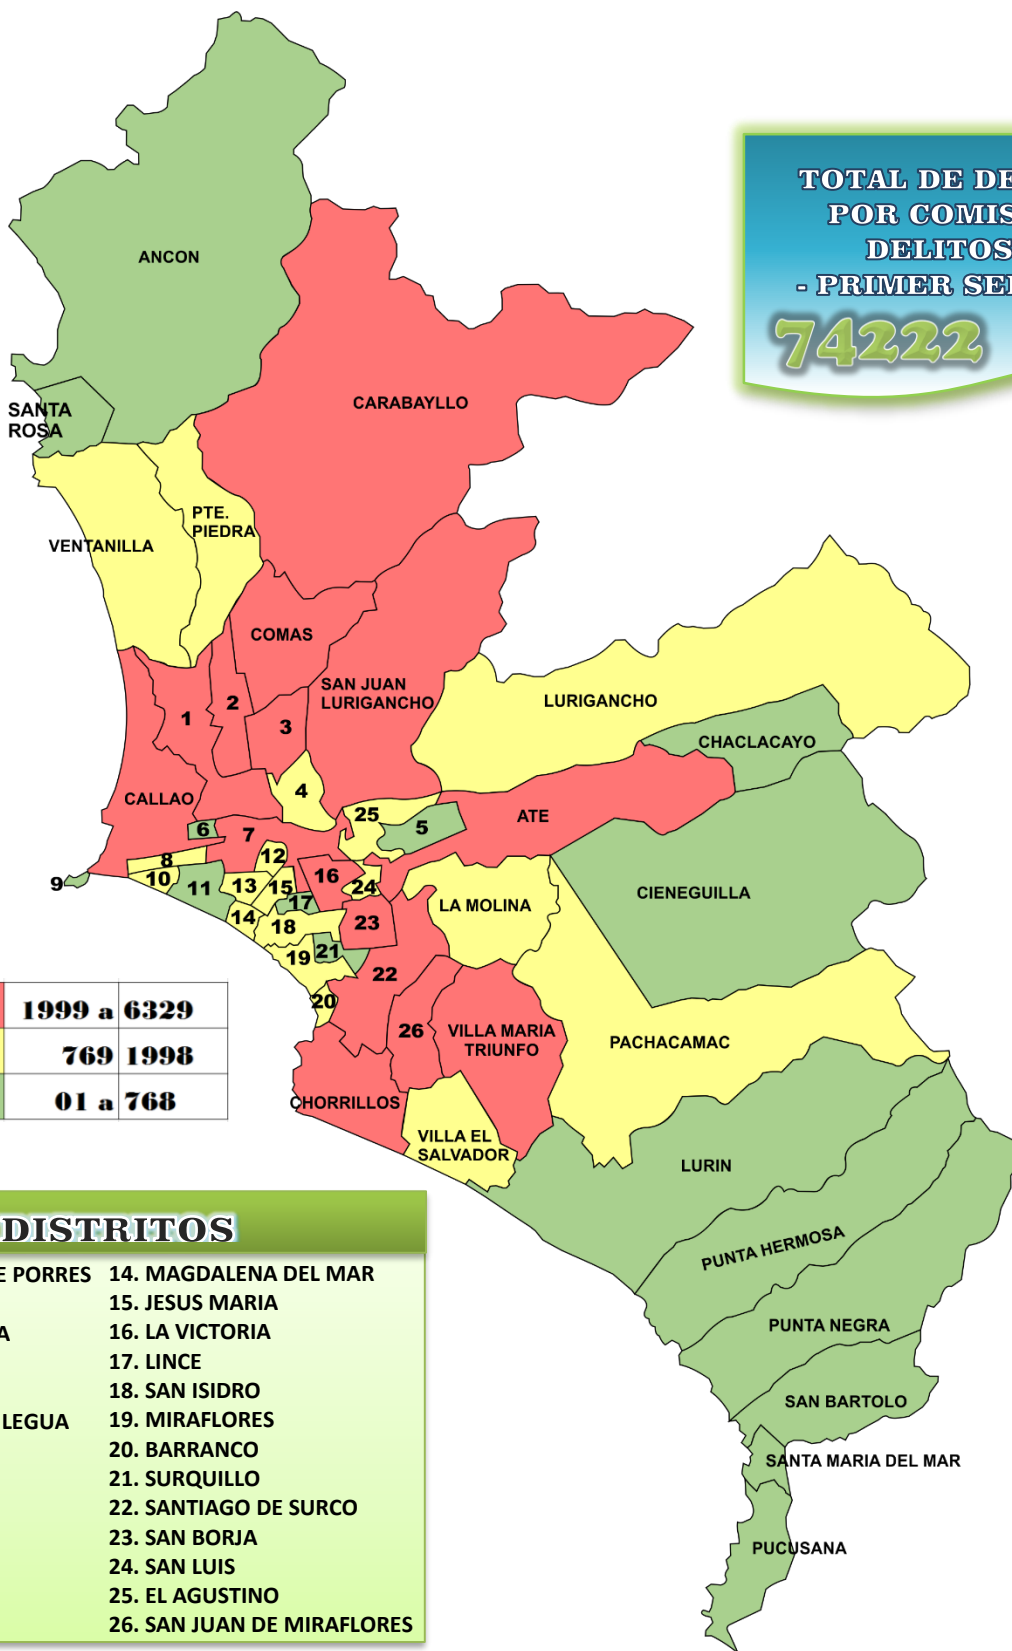 ANCON
TOTAL DE DE
POR COMIS
DELITOS
- PRIMER SE
74222
CARABAYLLO
SANTA
ROSA
PTE.
PIEDRA
VENTANILLA
COMAS
SAN JUAN
LURIGANCHO
LURIGANCHO
1
2
3
CHACLACAYO
CALLAO
4
25
5
ATE
6
7
8
12
9
10
11
13
15
16
24
CIENEGUILLA
17
LA MOLINA
14
18
23
19
21
22
20
26
VILLA MARIA
TRIUNFO
PACHACAMAC
1999 a 6329
769 1998
01 a 768
CHORRILLOS
VILLA EL
SALVADOR
LURIN
PUNTA HERMOSA
PUNTA NEGRA
SAN BARTOLO
SANTA MARIA DEL MAR
PUCUSANA
DISTRITOS
E PORRES
A
LEGUA
14. MAGDALENA DEL MAR
15. JESUS MARIA
16. LA VICTORIA
17. LINCE
18. SAN ISIDRO
19. MIRAFLORES
20. BARRANCO
21. SURQUILLO
22. SANTIAGO DE SURCO
23. SAN BORJA
24. SAN LUIS
25. EL AGUSTINO
26. SAN JUAN DE MIRAFLORES